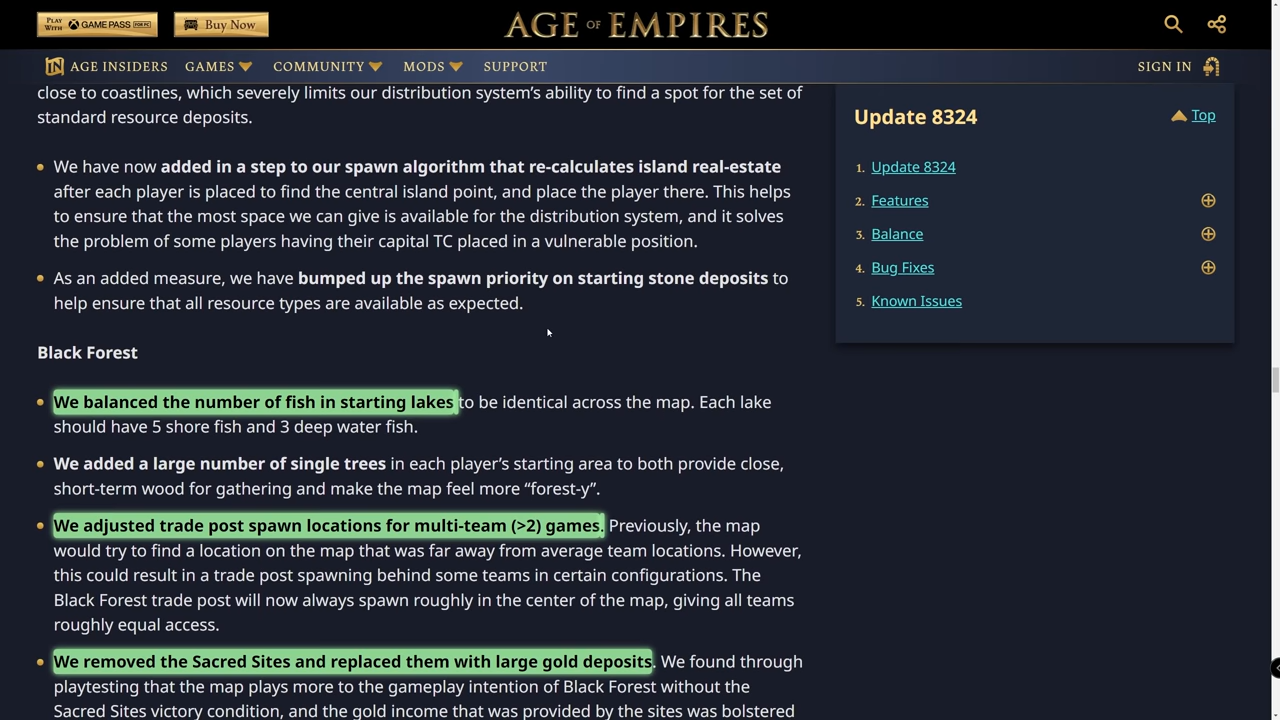 PLAY WITH XBOX GAME PASS FOR PC
Buy Now
AGE OF EMPIRES
AGE INSIDERS
GAMES
COMMUNITY
MODS
SUPPORT
SIGN IN
close to coastlines, which severely limits our distribution system’s ability to find a spot for the set of
standard resource deposits.
We have now added in a step to our spawn algorithm that re-calculates island real-estate
after each player is placed to find the central island point, and place the player there. This helps
to ensure that the most space we can give is available for the distribution system, and it solves
the problem of some players having their capital TC placed in a vulnerable position.
As an added measure, we have bumped up the spawn priority on starting stone deposits to
help ensure that all resource types are available as expected.
Black Forest
We balanced the number of fish in starting lakes to be identical across the map. Each lake
should have 5 shore fish and 3 deep water fish.
We added a large number of single trees in each player’s starting area to both provide close,
short-term wood for gathering and make the map feel more “forest-y”.
We adjusted trade post spawn locations for multi-team (>2) games. Previously, the map
would try to find a location on the map that was far away from average team locations. However,
this could result in a trade post spawning behind some teams in certain configurations. The
Black Forest trade post will now always spawn roughly in the center of the map, giving all teams
roughly equal access.
We removed the Sacred Sites and replaced them with large gold deposits. We found through
playtesting that the map plays more to the gameplay intention of Black Forest without the
Sacred Sites victory condition, and the gold income that was provided by the sites was bolstered
Update 8324
Top
1. Update 8324
2. Features
3. Balance
4. Bug Fixes
5. Known Issues